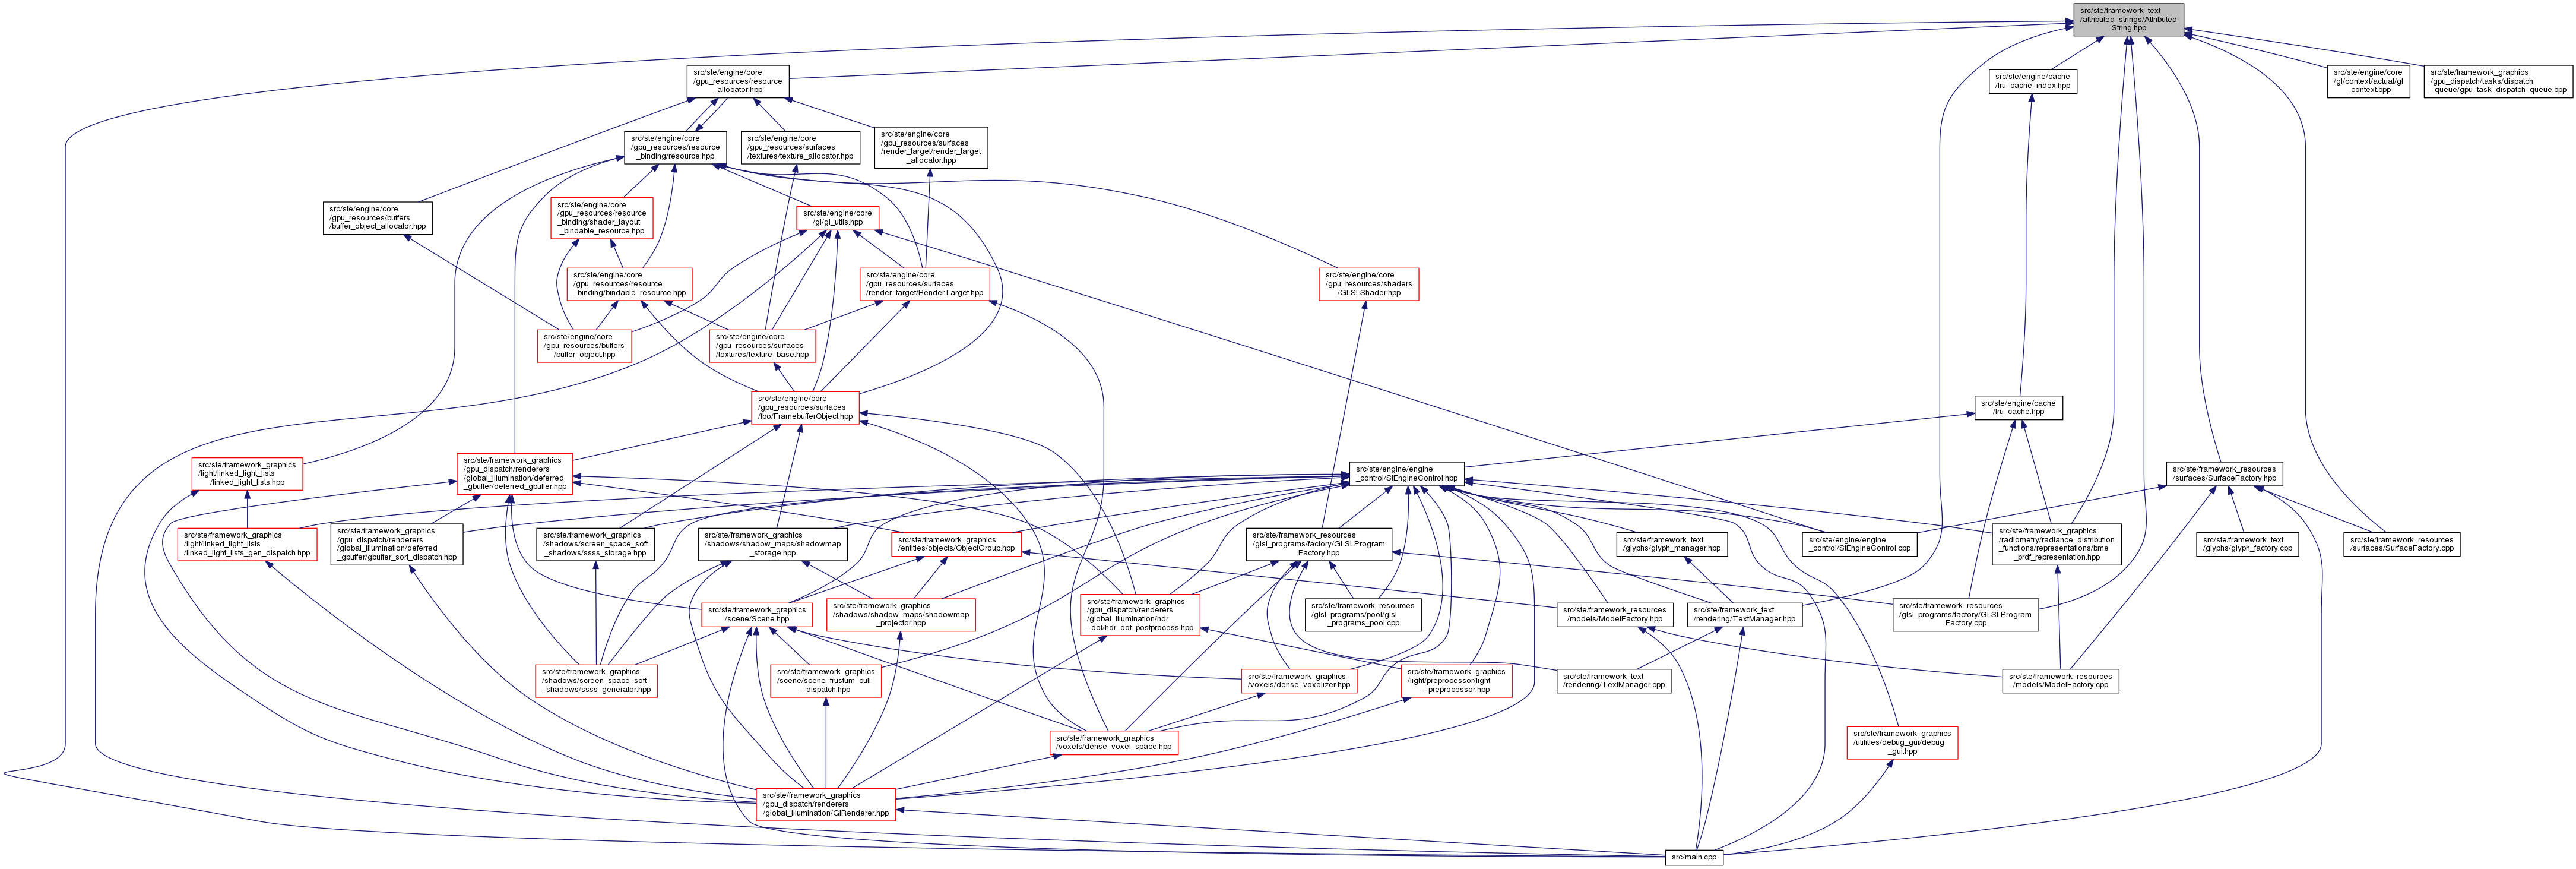 src/ste/framework_text
/attributed_strings/Attributed
String.hpp
src/ste/engine/core
/gpu_resources/resource
_allocator.hpp
src/ste/engine/cache
/lru_cache_index.hpp
src/ste/engine/core
/gl/context/actual/gl
_context.cpp
src/ste/framework_graphics
/gpu_dispatch/tasks/dispatch
_queue/gpu_task_dispatch_queue.cpp
src/ste/engine/core
/gpu_resources/resource
_binding/resource.hpp
src/ste/engine/core
/gpu_resources/surfaces
/textures/texture_allocator.hpp
src/ste/engine/core
/gpu_resources/surfaces
/render_target/render_target
_allocator.hpp
src/ste/engine/core
/gpu_resources/buffers
/buffer_object_allocator.hpp
src/ste/engine/core
/gpu_resources/resource
_binding/shader_layout
_bindable_resource.hpp
src/ste/engine/core
/gl/gl_utils.hpp
src/ste/engine/core
/gpu_resources/resource
_binding/bindable_resource.hpp
src/ste/engine/core
/gpu_resources/surfaces
/render_target/RenderTarget.hpp
src/ste/engine/core
/gpu_resources/shaders
/GLSLShader.hpp
src/ste/engine/core
/gpu_resources/buffers
/buffer_object.hpp
src/ste/engine/core
/gpu_resources/surfaces
/textures/texture_base.hpp
src/ste/engine/core
/gpu_resources/surfaces
/fbo/FramebufferObject.hpp
src/ste/engine/cache
/lru_cache.hpp
src/ste/framework_graphics
/light/linked_light_lists
/linked_light_lists.hpp
src/ste/framework_graphics
/gpu_dispatch/renderers
/global_illumination/deferred
_gbuffer/deferred_gbuffer.hpp
src/ste/engine/engine
_control/StEngineControl.hpp
src/ste/framework_resources
/surfaces/SurfaceFactory.hpp
src/ste/framework_graphics
/light/linked_light_lists
/linked_light_lists_gen_dispatch.hpp
src/ste/framework_graphics
/gpu_dispatch/renderers
/global_illumination/deferred
_gbuffer/gbuffer_sort_dispatch.hpp
src/ste/framework_graphics
/shadows/screen_space_soft
_shadows/ssss_storage.hpp
src/ste/framework_graphics
/shadows/shadow_maps/shadowmap
_storage.hpp
src/ste/framework_graphics
/entities/objects/ObjectGroup.hpp
src/ste/framework_resources
/glsl_programs/factory/GLSLProgram
Factory.hpp
src/ste/framework_text
/glyphs/glyph_manager.hpp
src/ste/engine/engine
_control/StEngineControl.cpp
src/ste/framework_graphics
/radiometry/radiance_distribution
_functions/representations/bme
_brdf_representation.hpp
src/ste/framework_text
/glyphs/glyph_factory.cpp
src/ste/framework_resources
/surfaces/SurfaceFactory.cpp
src/ste/framework_graphics
/scene/Scene.hpp
src/ste/framework_graphics
/shadows/shadow_maps/shadowmap
_projector.hpp
src/ste/framework_graphics
/gpu_dispatch/renderers
/global_illumination/hdr
_dof/hdr_dof_postprocess.hpp
src/ste/framework_resources
/glsl_programs/pool/glsl
_programs_pool.cpp
src/ste/framework_resources
/models/ModelFactory.hpp
src/ste/framework_text
/rendering/TextManager.hpp
src/ste/framework_resources
/glsl_programs/factory/GLSLProgram
Factory.cpp
src/ste/framework_graphics
/shadows/screen_space_soft
_shadows/ssss_generator.hpp
src/ste/framework_graphics
/scene/scene_frustum_cull
_dispatch.hpp
src/ste/framework_graphics
/voxels/dense_voxelizer.hpp
src/ste/framework_graphics
/light/preprocessor/light
_preprocessor.hpp
src/ste/framework_text
/rendering/TextManager.cpp
src/ste/framework_resources
/models/ModelFactory.cpp
src/ste/framework_graphics
/voxels/dense_voxel_space.hpp
src/ste/framework_graphics
/utilities/debug_gui/debug
_gui.hpp
src/ste/framework_graphics
/gpu_dispatch/renderers
/global_illumination/GIRenderer.hpp
src/main.cpp